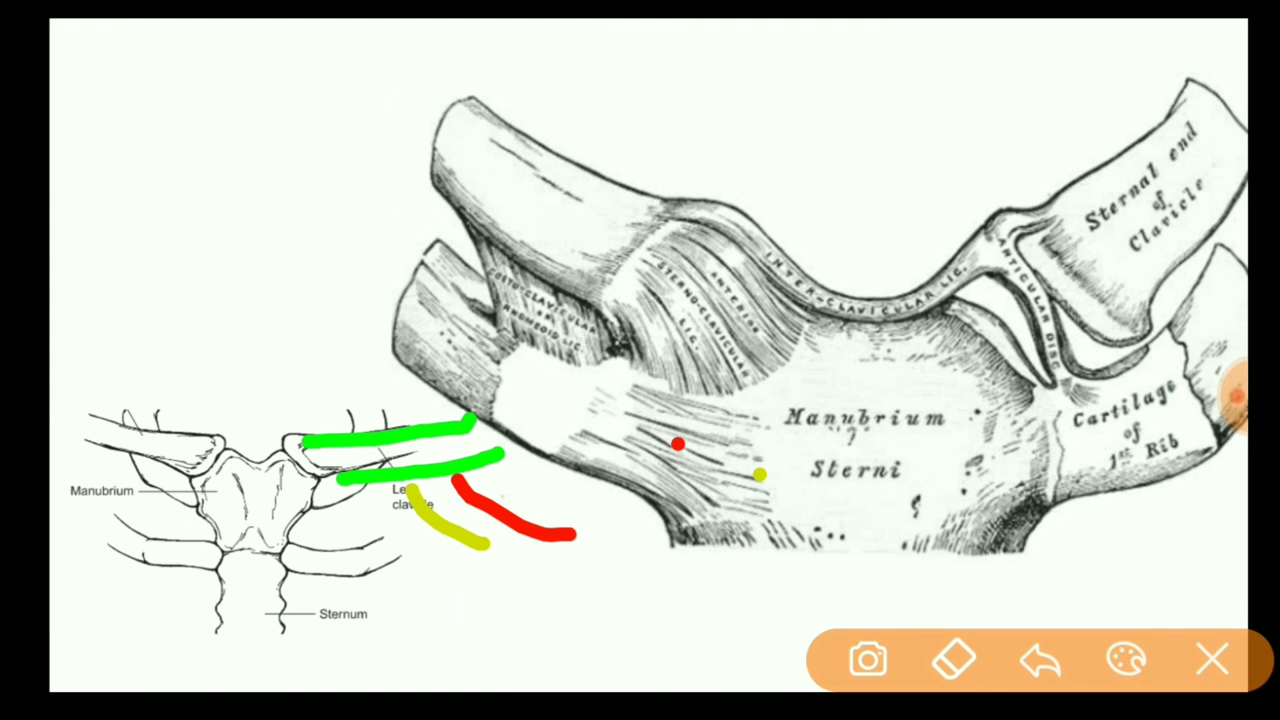 Sternal end
of
Clavicle
INTER-CLAVICULAR LIG.
ANTERIOR
STERNO-CLAVICULAR
LIG.
COSTO-CLAVICULAR
OR
RHOMBOID LIG.
ARTICULAR DISC
Manubrium
Sterni
Cartilage
of
1st Rib
Manubrium
Sternum